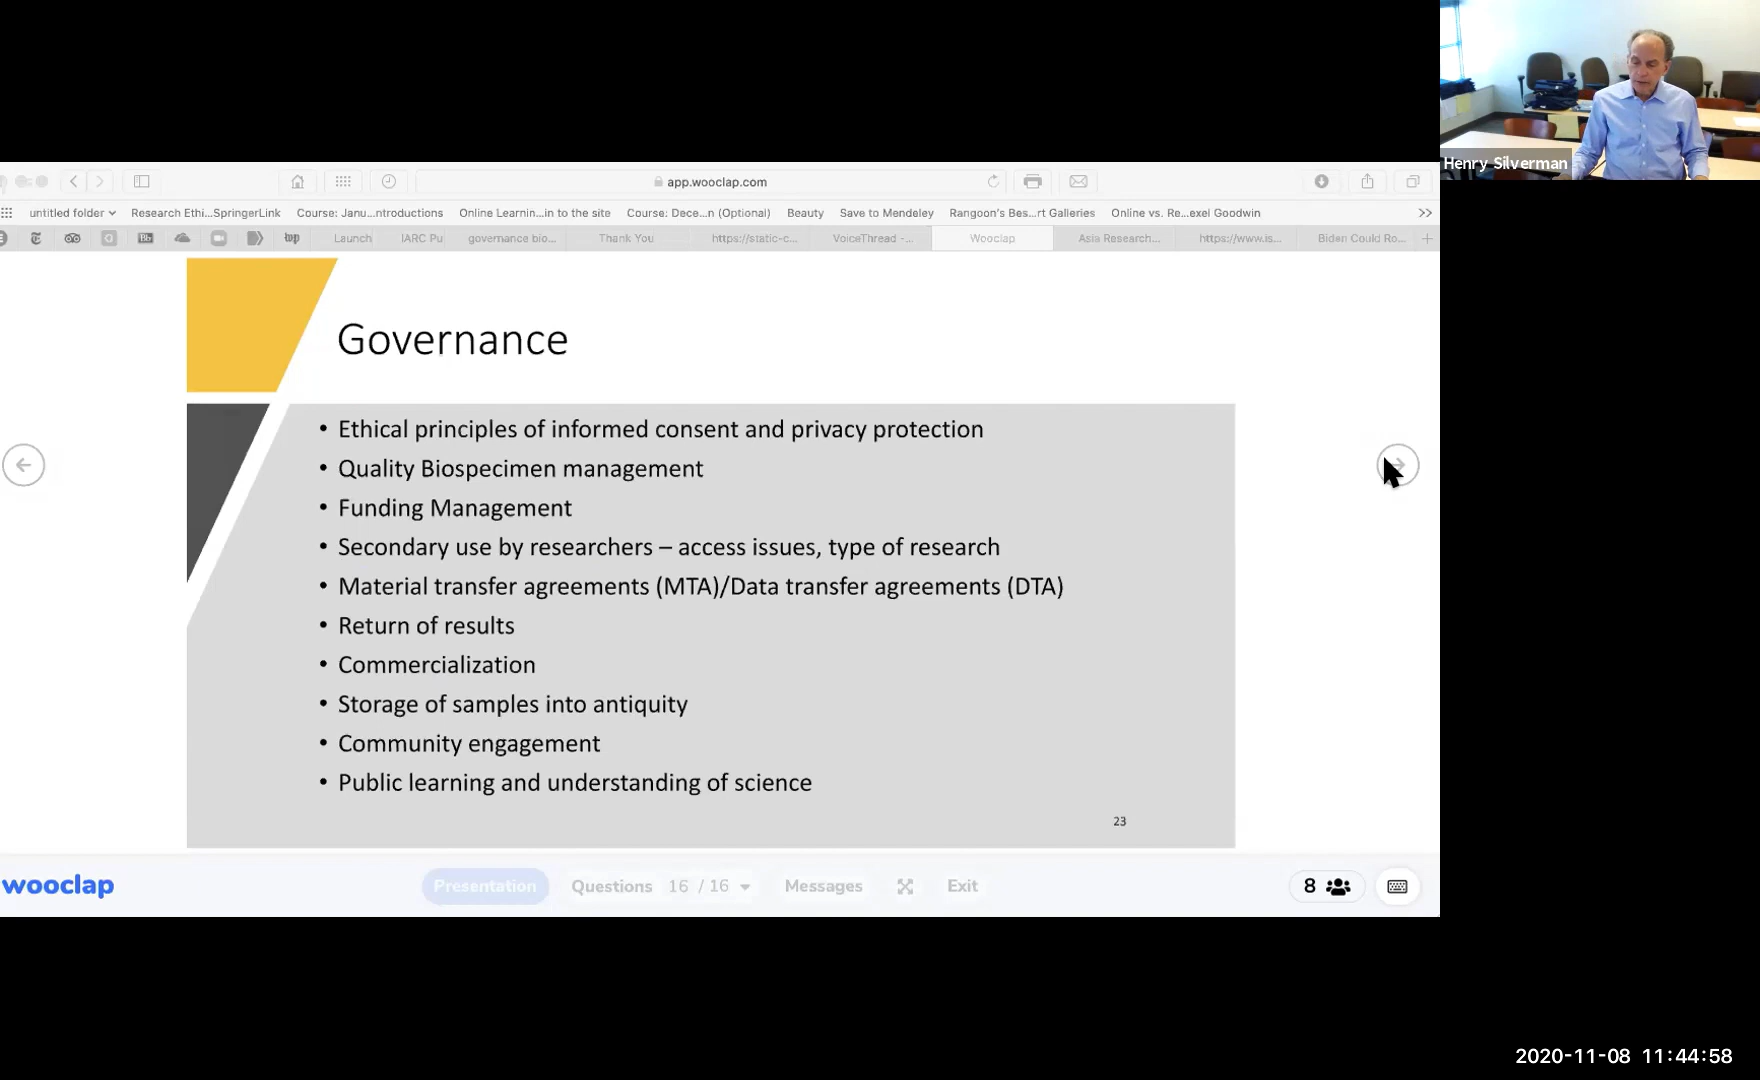 Henry Silverman
app.wooclap.com
untitled folder Research Ethi...SpringerLink Course: Janu...ntroductions Online Learnin...in to the site Course: Dece...n (Optional) Beauty Save to Mendeley Rangoon's Bes...rt Galleries Online vs. Re...exel Goodwin
Launch IARC Pu governance bio... Thank You https://static-c... VoiceThread -... Wooclap Asia Research... https://www.is... Biden Could Ro...
Governance
• Ethical principles of informed consent and privacy protection
• Quality Biospecimen management
• Funding Management
• Secondary use by researchers – access issues, type of research
• Material transfer agreements (MTA)/Data transfer agreements (DTA)
• Return of results
• Commercialization
• Storage of samples into antiquity
• Community engagement
• Public learning and understanding of science
23
wooclap Presentation Questions 16 / 16 Messages Exit 8
2020-11-08 11:44:58